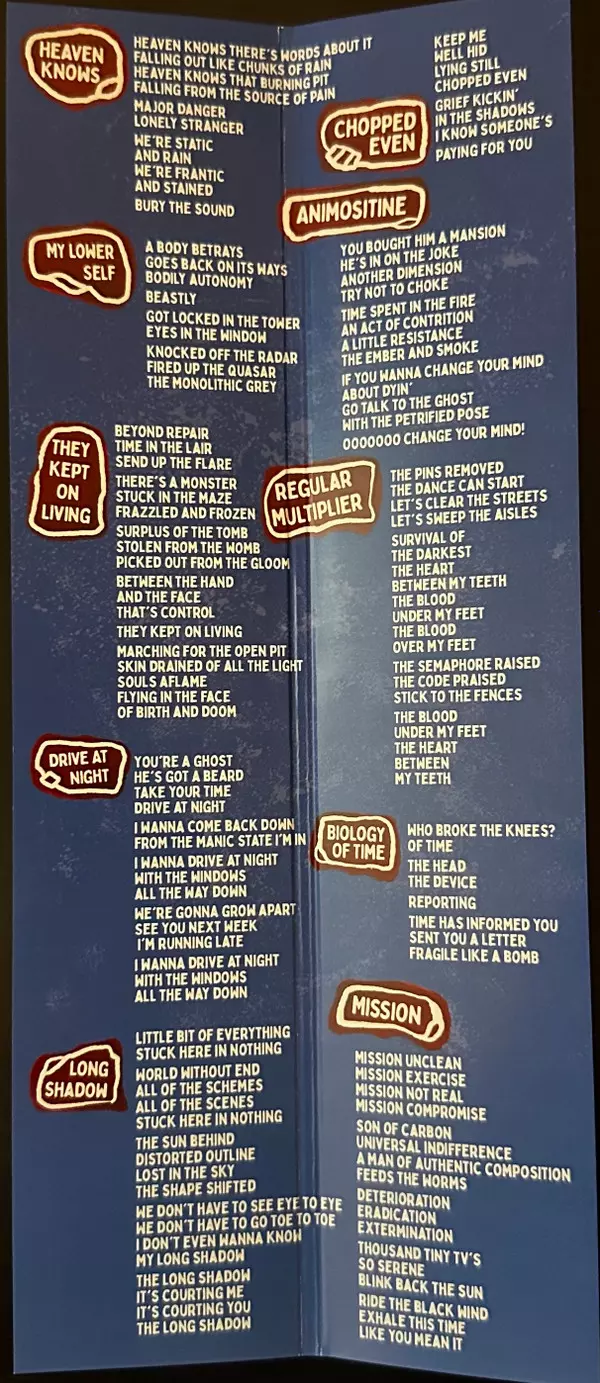 HEAVEN
KNOWS
HEAVEN KNOWS THERE'S WORDS ABOUT IT
FALLING OUT LIKE CHUNKS OF RAIN
HEAVEN KNOWS THAT BURNING PIT
FALLING FROM THE SOURCE OF PAIN
MAJOR DANGER
LONELY STRANGER
WE'RE STATIC
AND RAIN
WE'RE FRANTIC
AND STAINED
BURY THE SOUND
MY LOWER
SELF
A BODY BETRAYS
GOES BACK ON ITS WAYS
BODILY AUTONOMY
BEASTLY
GOT LOCKED IN THE TOWER
EYES IN THE WINDOW
KNOCKED OFF THE RADAR
FIRED UP THE QUASAR
THE MONOLITHIC GREY
THEY
KEPT
ON
LIVING
BEYOND REPAIR
TIME IN THE LAIR
SEND UP THE FLARE
THERE'S A MONSTER
STUCK IN THE MAZE
FRAZZLED AND FROZEN
SURPLUS OF THE TOMB
STOLEN FROM THE WOMB
PICKED OUT FROM THE GLOOM
BETWEEN THE HAND
AND THE FACE
THAT'S CONTROL
THEY KEPT ON LIVING
MARCHING FOR THE OPEN PIT
SKIN DRAINED OF ALL THE LIGHT
SOULS AFLAME
FLYING IN THE FACE
OF BIRTH AND DOOM
DRIVE AT
NIGHT
YOU'RE A GHOST
HE'S GOT A BEARD
TAKE YOUR TIME
DRIVE AT NIGHT
I WANNA COME BACK DOWN
FROM THE MANIC STATE I'M IN
I WANNA DRIVE AT NIGHT
WITH THE WINDOWS
ALL THE WAY DOWN
WE'RE GONNA GROW APART
SEE YOU NEXT WEEK
I'M RUNNING LATE
I WANNA DRIVE AT NIGHT
WITH THE WINDOWS
ALL THE WAY DOWN
LONG
SHADOW
LITTLE BIT OF EVERYTHING
STUCK HERE IN NOTHING
WORLD WITHOUT END
ALL OF THE SCHEMES
ALL OF THE SCENES
STUCK HERE IN NOTHING
THE SUN BEHIND
DISTORTED OUTLINE
LOST IN THE SKY
THE SHAPE SHIFTED
WE DON'T HAVE TO SEE EYE TO EYE
WE DON'T HAVE TO GO TOE TO TOE
I DON'T EVEN WANNA KNOW
MY LONG SHADOW
THE LONG SHADOW
IT'S COURTING ME
IT'S COURTING YOU
THE LONG SHADOW
CHOPPED
EVEN
KEEP ME
WELL HID
LYING STILL
CHOPPED EVEN
GRIEF KICKIN'
IN THE SHADOWS
I KNOW SOMEONE'S
PAYING FOR YOU
ANIMOSITINE
YOU BOUGHT HIM A MANSION
HE'S IN ON THE JOKE
ANOTHER DIMENSION
TRY NOT TO CHOKE
TIME SPENT IN THE FIRE
AN ACT OF CONTRITION
A LITTLE RESISTANCE
THE EMBER AND SMOKE
IF YOU WANNA CHANGE YOUR MIND
ABOUT DYIN'
GO TALK TO THE GHOST
WITH THE PETRIFIED POSE
OOOOOOO CHANGE YOUR MIND!
REGULAR
MULTIPLIER
THE PINS REMOVED
THE DANCE CAN START
LET'S CLEAR THE STREETS
LET'S SWEEP THE AISLES
SURVIVAL OF
THE DARKEST
THE HEART
BETWEEN MY TEETH
THE BLOOD
UNDER MY FEET
THE BLOOD
OVER MY FEET
THE SEMAPHORE RAISED
THE CODE PRAISED
STICK TO THE FENCES
THE BLOOD
UNDER MY FEET
THE HEART
BETWEEN
MY TEETH
BIOLOGY
OF TIME
WHO BROKE THE KNEES?
OF TIME
THE HEAD
THE DEVICE
REPORTING
TIME HAS INFORMED YOU
SENT YOU A LETTER
FRAGILE LIKE A BOMB
MISSION
MISSION UNCLEAN
MISSION EXERCISE
MISSION NOT REAL
MISSION COMPROMISE
SON OF CARBON
UNIVERSAL INDIFFERENCE
A MAN OF AUTHENTIC COMPOSITION
FEEDS THE WORMS
DETERIORATION
ERADICATION
EXTERMINATION
THOUSAND TINY TV'S
SO SERENE
BLINK BACK THE SUN
RIDE THE BLACK WIND
EXHALE THIS TIME
LIKE YOU MEAN IT